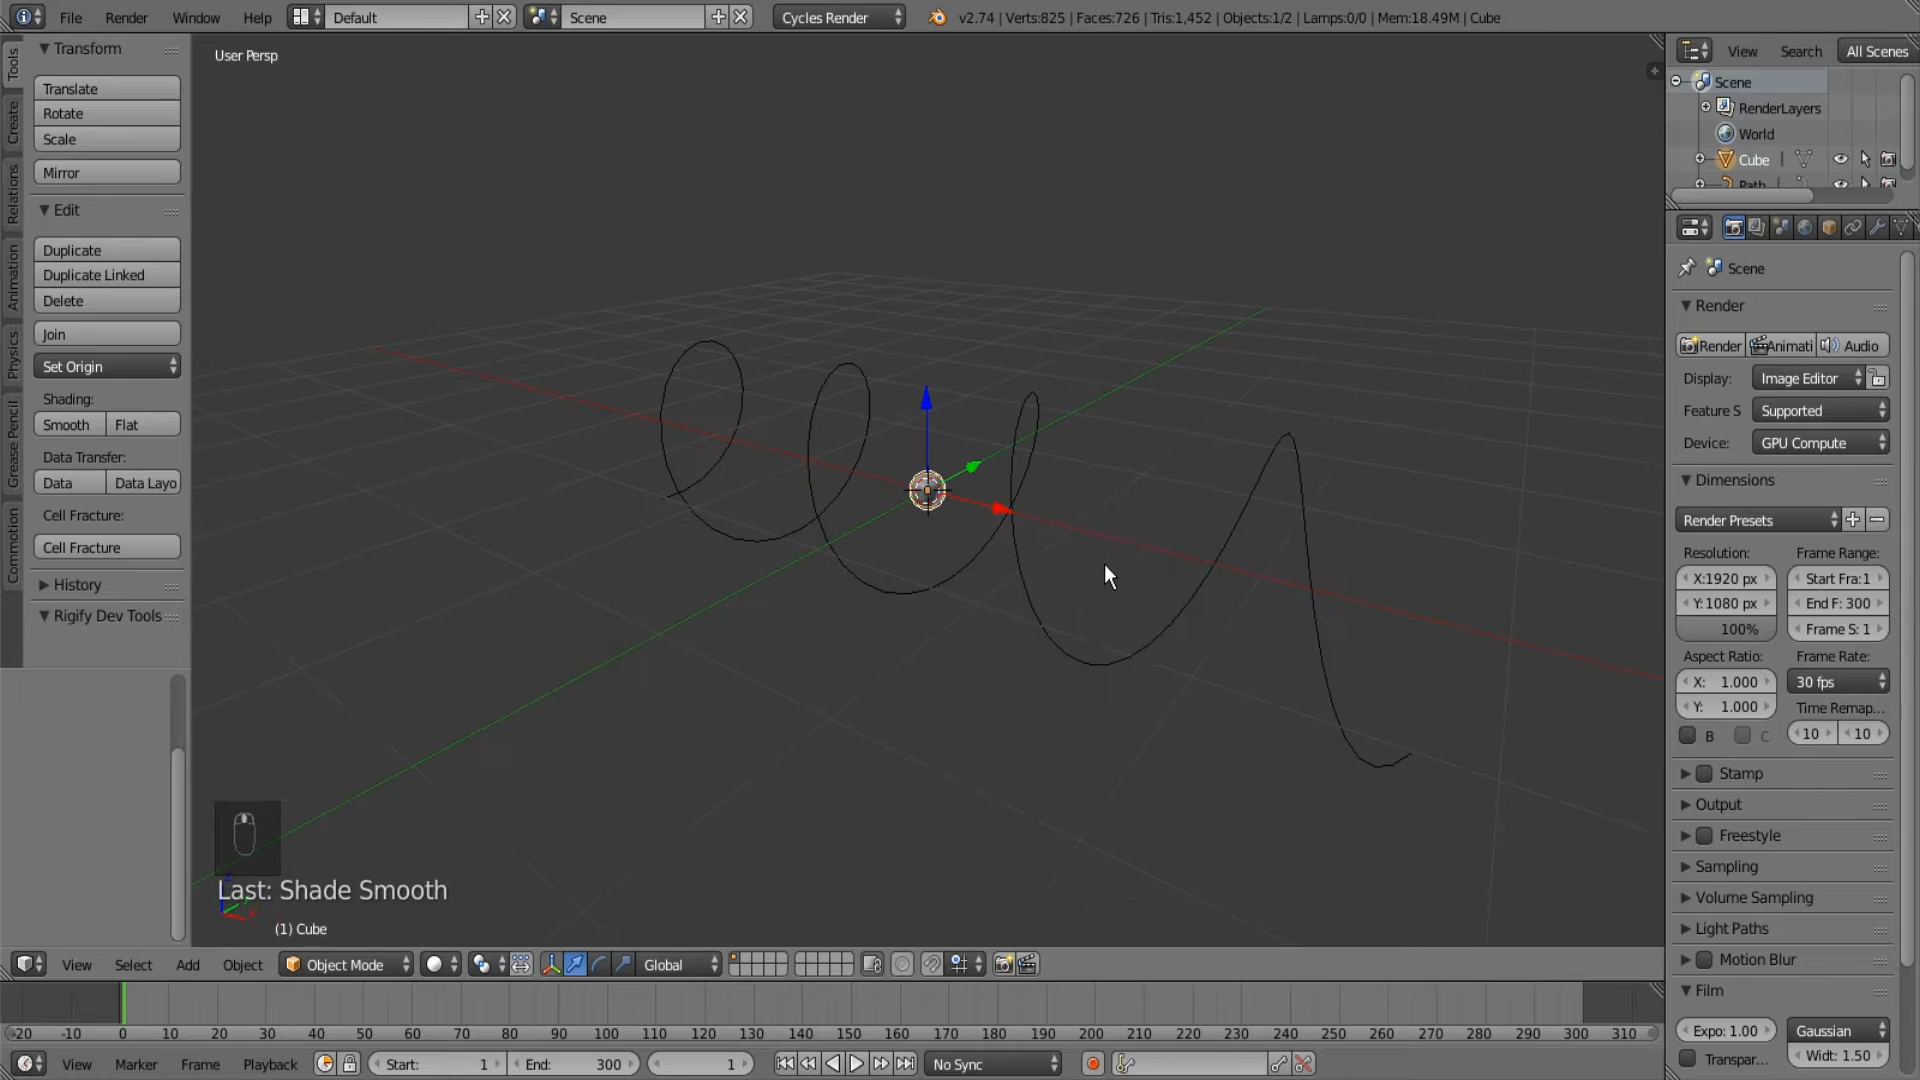 File Render Window Help Default Scene Cycles Render v2.74 | Verts:825 | Faces:726 | Tris:1,452 | Objects:1/2 | Lamps:0/0 | Mem:18.49M | Cube
Tools
Create
Relations
Animation
Physics
Grease Pencil
Commotion
Transform
Translate
Rotate
Scale
Mirror
Edit
Duplicate
Duplicate Linked
Delete
Join
Set Origin
Shading:
Smooth Flat
Data Transfer:
Data Data Layo
Cell Fracture:
Cell Fracture
History
Rigify Dev Tools
User Persp
Last: Shade Smooth
(1) Cube
View Search All Scenes
Scene
RenderLayers
World
Cube
Path
Scene
Render
Render Animati Audio
Display: Image Editor
Feature S Supported
Device: GPU Compute
Dimensions
Render Presets
Resolution: Frame Range:
X:1920 px Start Fra:1
Y:1080 px End F: 300
100% Frame S: 1
Aspect Ratio: Frame Rate:
X: 1.000 30 fps
Y: 1.000 Time Remap...
B C 10 10
Stamp
Output
Freestyle
Sampling
Volume Sampling
Light Paths
Motion Blur
Film
Expo: 1.00 Gaussian
Transpar... Widt: 1.50
View Select Add Object Object Mode Global
-20 -10 0 10 20 30 40 50 60 70 80 90 100 110 120 130 140 150 160 170 180 190 200 210 220 230 240 250 260 270 280 290 300 310
View Marker Frame Playback Start: 1 End: 300 1 No Sync